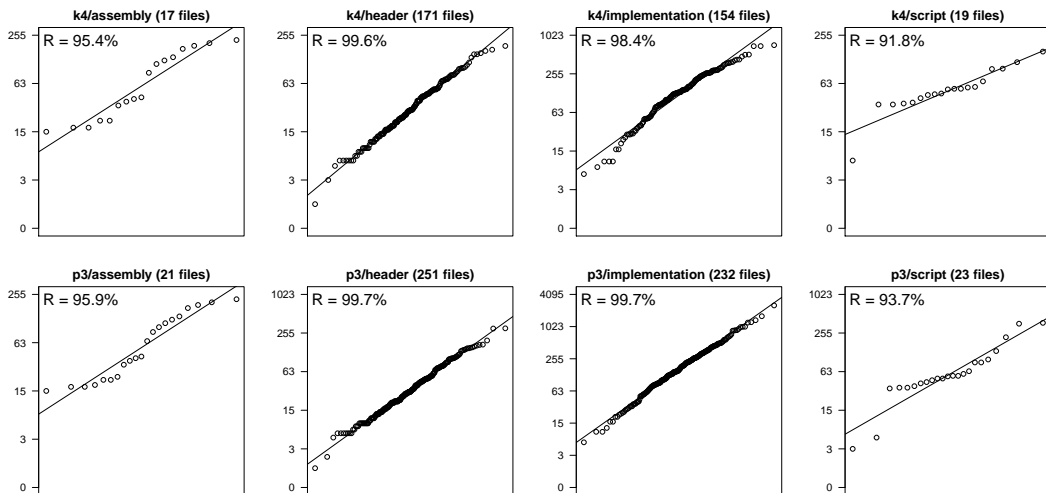 k4/assembly (17 files)
R = 95.4%
255
63
15
3
0
k4/header (171 files)
R = 99.6%
255
63
15
3
0
k4/implementation (154 files)
R = 98.4%
1023
255
63
15
3
0
k4/script (19 files)
R = 91.8%
255
63
15
3
0
p3/assembly (21 files)
R = 95.9%
255
63
15
3
0
p3/header (251 files)
R = 99.7%
1023
255
63
15
3
0
p3/implementation (232 files)
R = 99.7%
4095
1023
255
63
15
3
0
p3/script (23 files)
R = 93.7%
1023
255
63
15
3
0